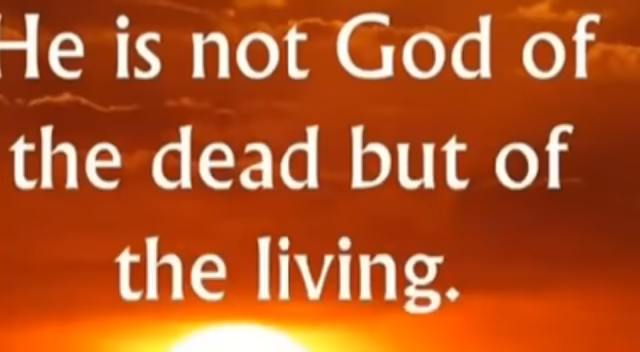 He is not God of
the dead but of
the living.